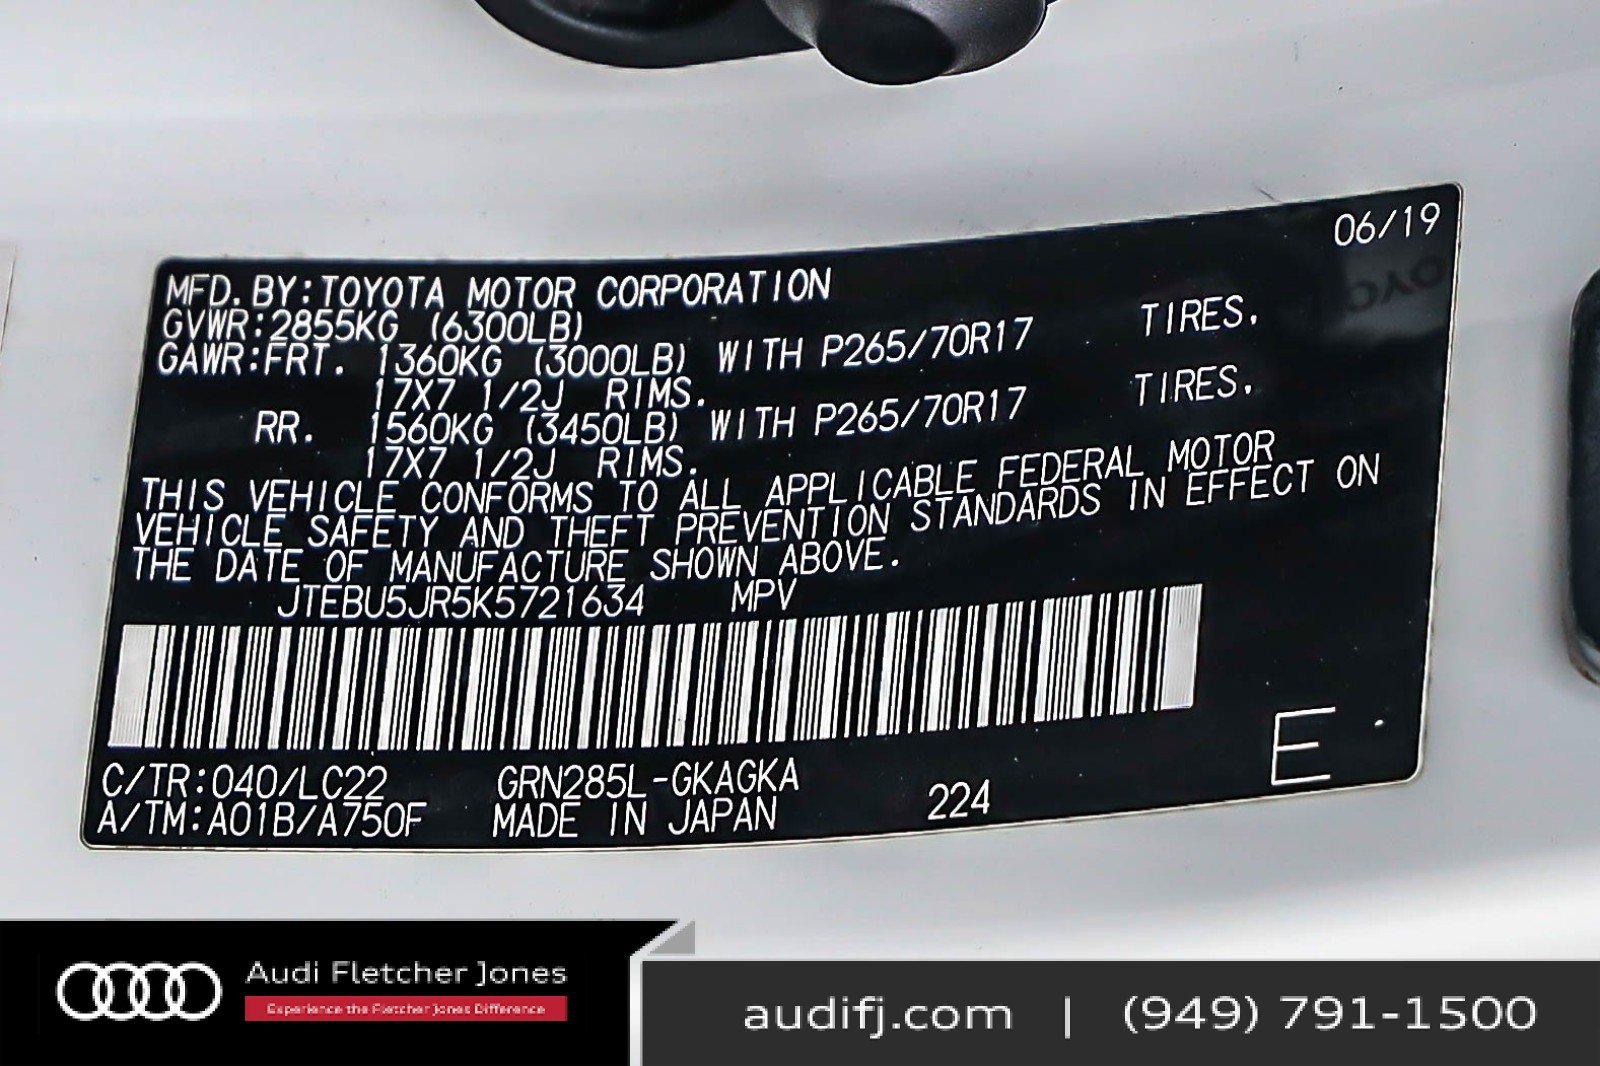 06/19
MFD.BY:TOYOTA MOTOR CORPORATION
GVWR:2855KG (6300LB)
GAWR:FRT. 1360KG (3000LB) WITH P265/70R17 TIRES.
17X7 1/2J RIMS.
RR. 1560KG (3450LB) WITH P265/70R17 TIRES.
17X7 1/2J RIMS.
THIS VEHICLE CONFORMS TO ALL APPLICABLE FEDERAL MOTOR
VEHICLE SAFETY AND THEFT PREVENTION STANDARDS IN EFFECT ON
THE DATE OF MANUFACTURE SHOWN ABOVE.
JTEBU5JR5K5721634 MPV
E
C/TR:040/LC22 GRN285L-GKAGKA
A/TM:A01B/A750F MADE IN JAPAN 224
Audi Fletcher Jones
Experience the Fletcher Jones Difference
audifj.com | (949) 791-1500